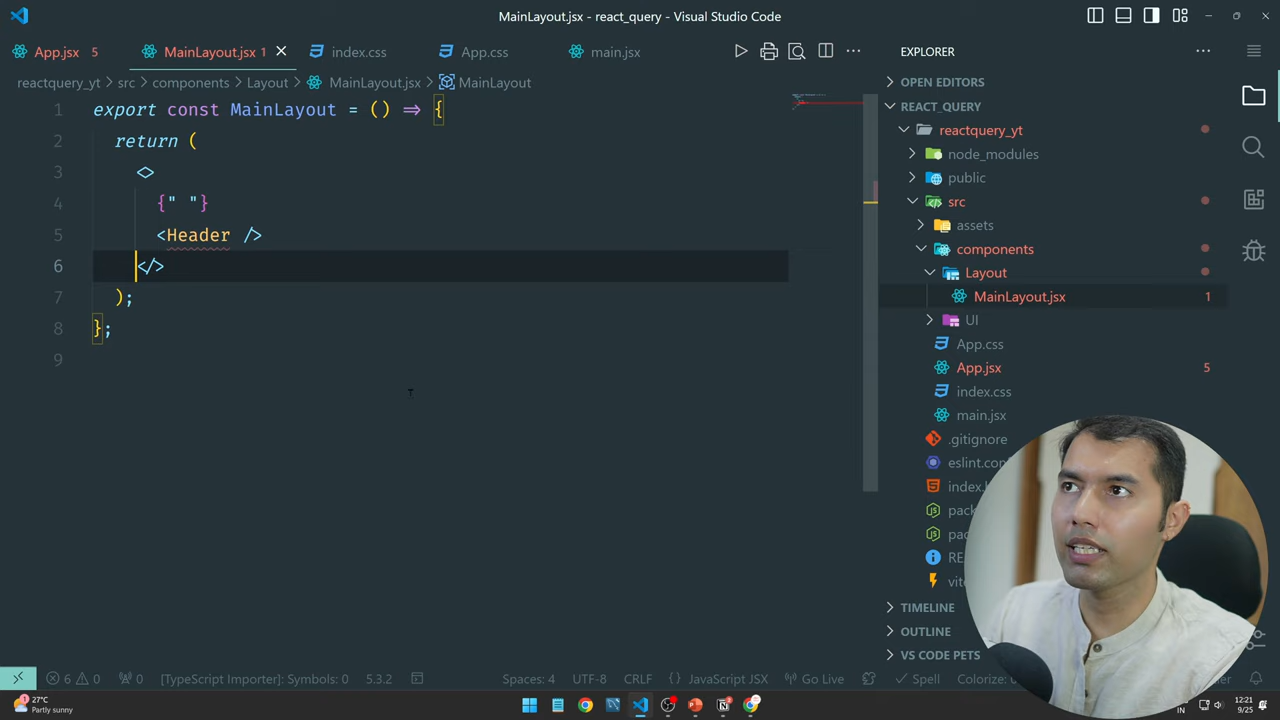 MainLayout.jsx - react_query - Visual Studio Code
App.jsx 5
MainLayout.jsx 1
index.css
App.css
main.jsx
reactquery_yt > src > components > Layout > MainLayout.jsx > MainLayout
1 export const MainLayout = () => {
2 return (
3 <>
4 {" "}
5 <Header />
6 </>
7 );
8 };
9
EXPLORER
OPEN EDITORS
REACT_QUERY
reactquery_yt
node_modules
public
src
assets
components
Layout
MainLayout.jsx 1
UI
App.css
App.jsx 5
index.css
main.jsx
.gitignore
eslint.con
index.
pac
pac
RE
vit
TIMELINE
OUTLINE
VS CODE PETS
6 0 0 [TypeScript Importer]: Symbols: 0 5.3.2
Spaces: 4 UTF-8 CRLF {} JavaScript JSX Go Live Spell Colorize: 0
27°C
Partly sunny
IN
12:21
9/25